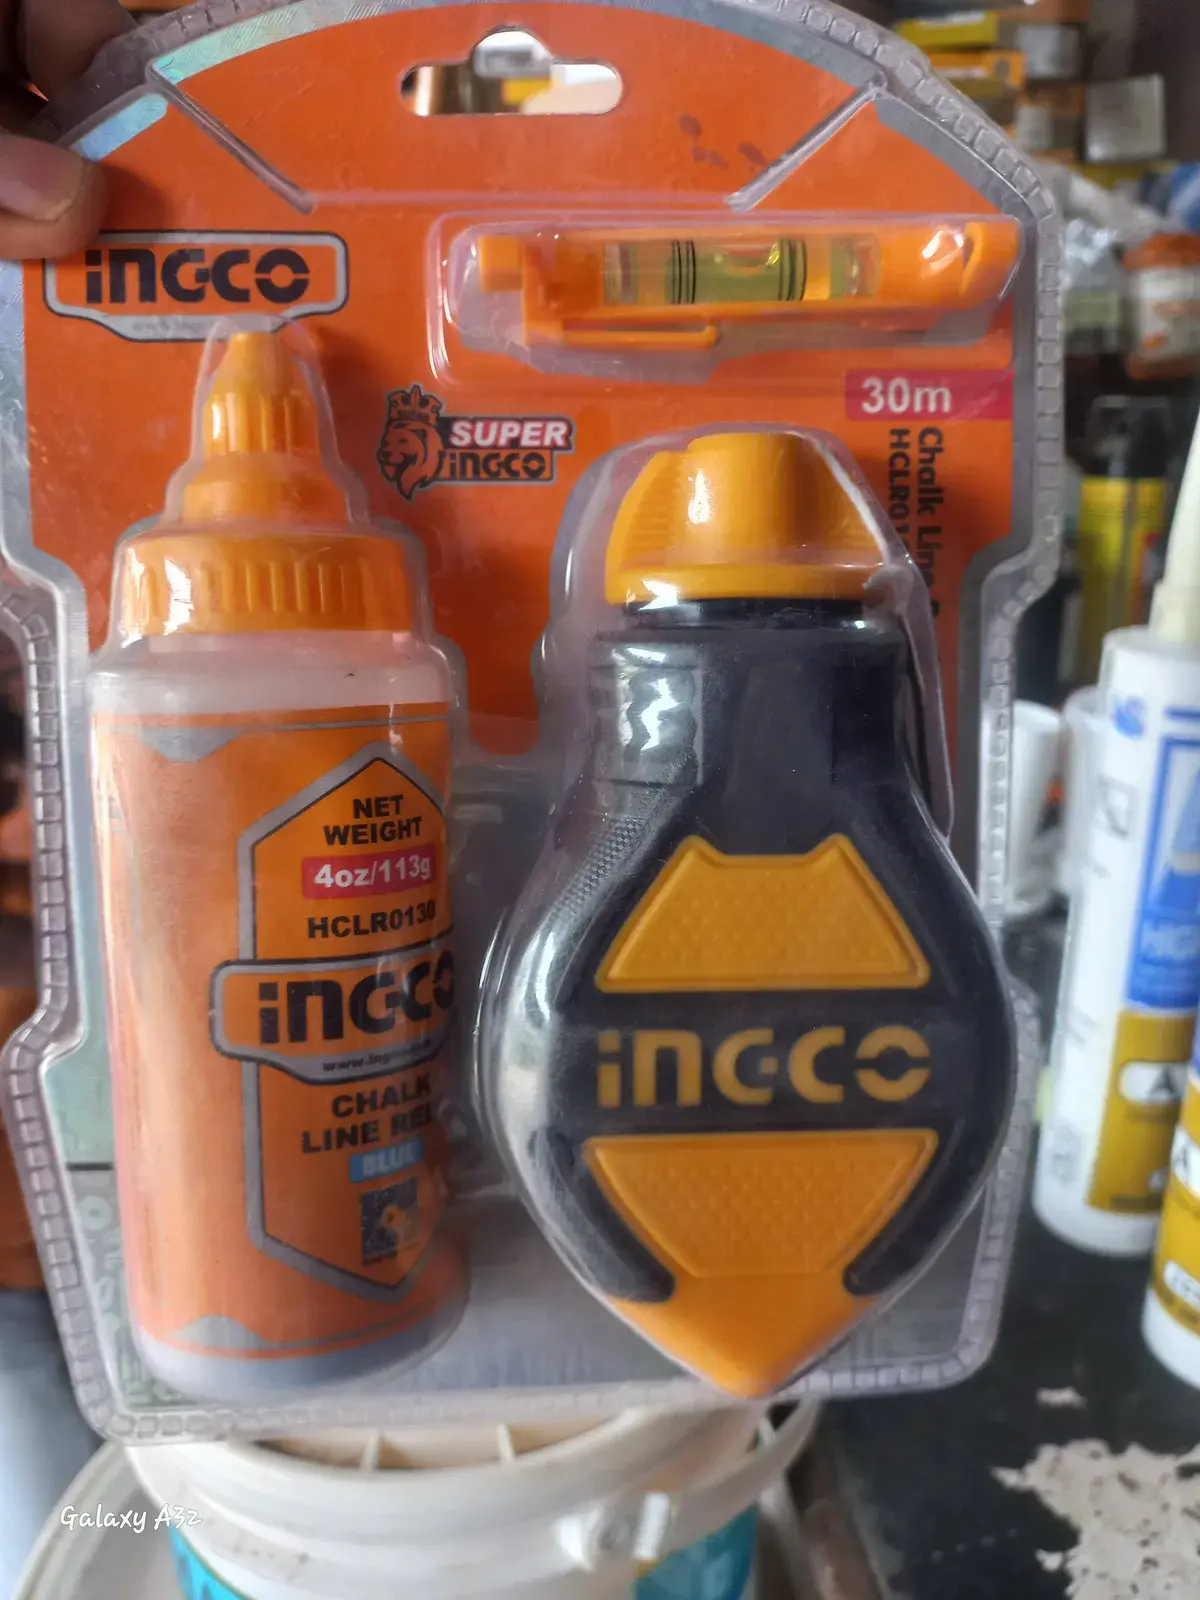 INGCO
SUPER
INGCO
30m
Chalk Line
NET
WEIGHT
4oz/113g
HCLR0130
INGCO
CHALK
LINE
BLUE
INGCO
Galaxy A32